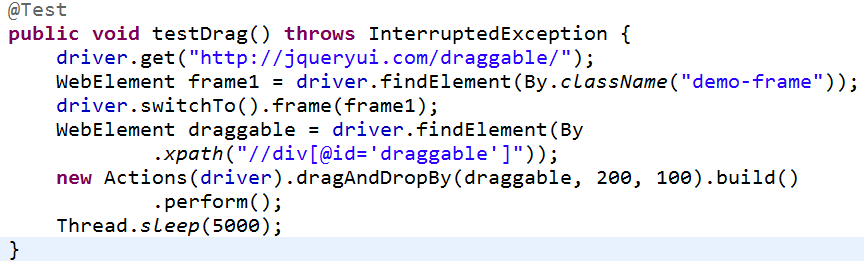 @Test
public void testDrag() throws InterruptedException {
    driver.get("http://jqueryui.com/draggable/");
    WebElement frame1 = driver.findElement(By.className("demo-frame"));
    driver.switchTo().frame(frame1);
    WebElement draggable = driver.findElement(By
            .xpath("//div[@id='draggable']"));
    new Actions(driver).dragAndDropBy(draggable, 200, 100).build()
            .perform();
    Thread.sleep(5000);
}